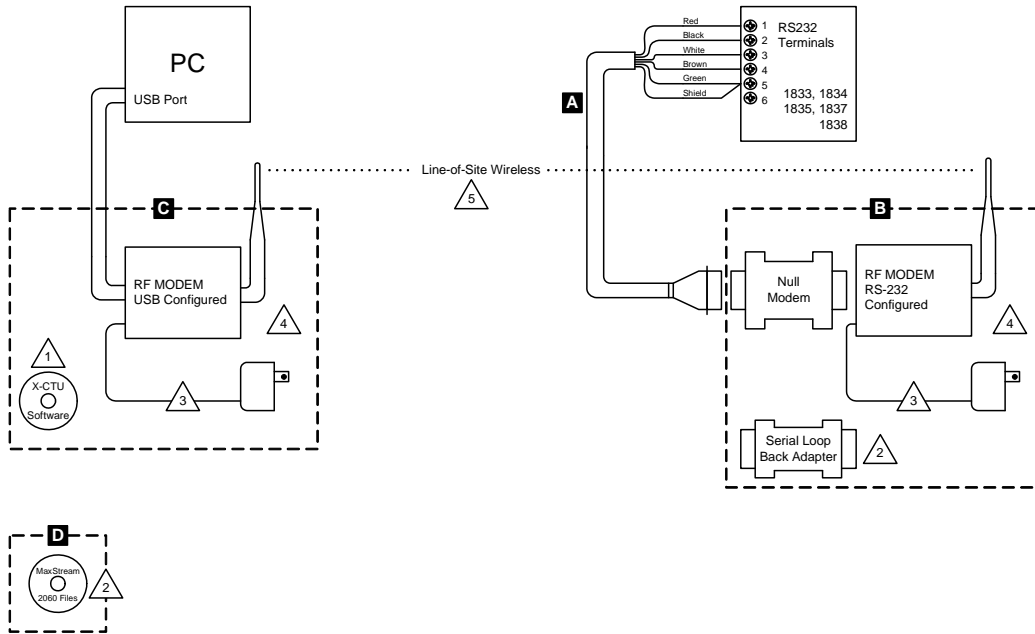 PC
USB Port
Red
Black
White
Brown
Green
Shield
1
2
3
4
5
6
RS232
Terminals
1833, 1834
1835, 1837
1838
A
Line-of-Site Wireless
5
C
RF MODEM
USB Configured
4
1
X-CTU
Software
3
B
Null
Modem
RF MODEM
RS-232
Configured
4
3
Serial Loop
Back Adapter
2
D
MaxStream
2060 Files
2